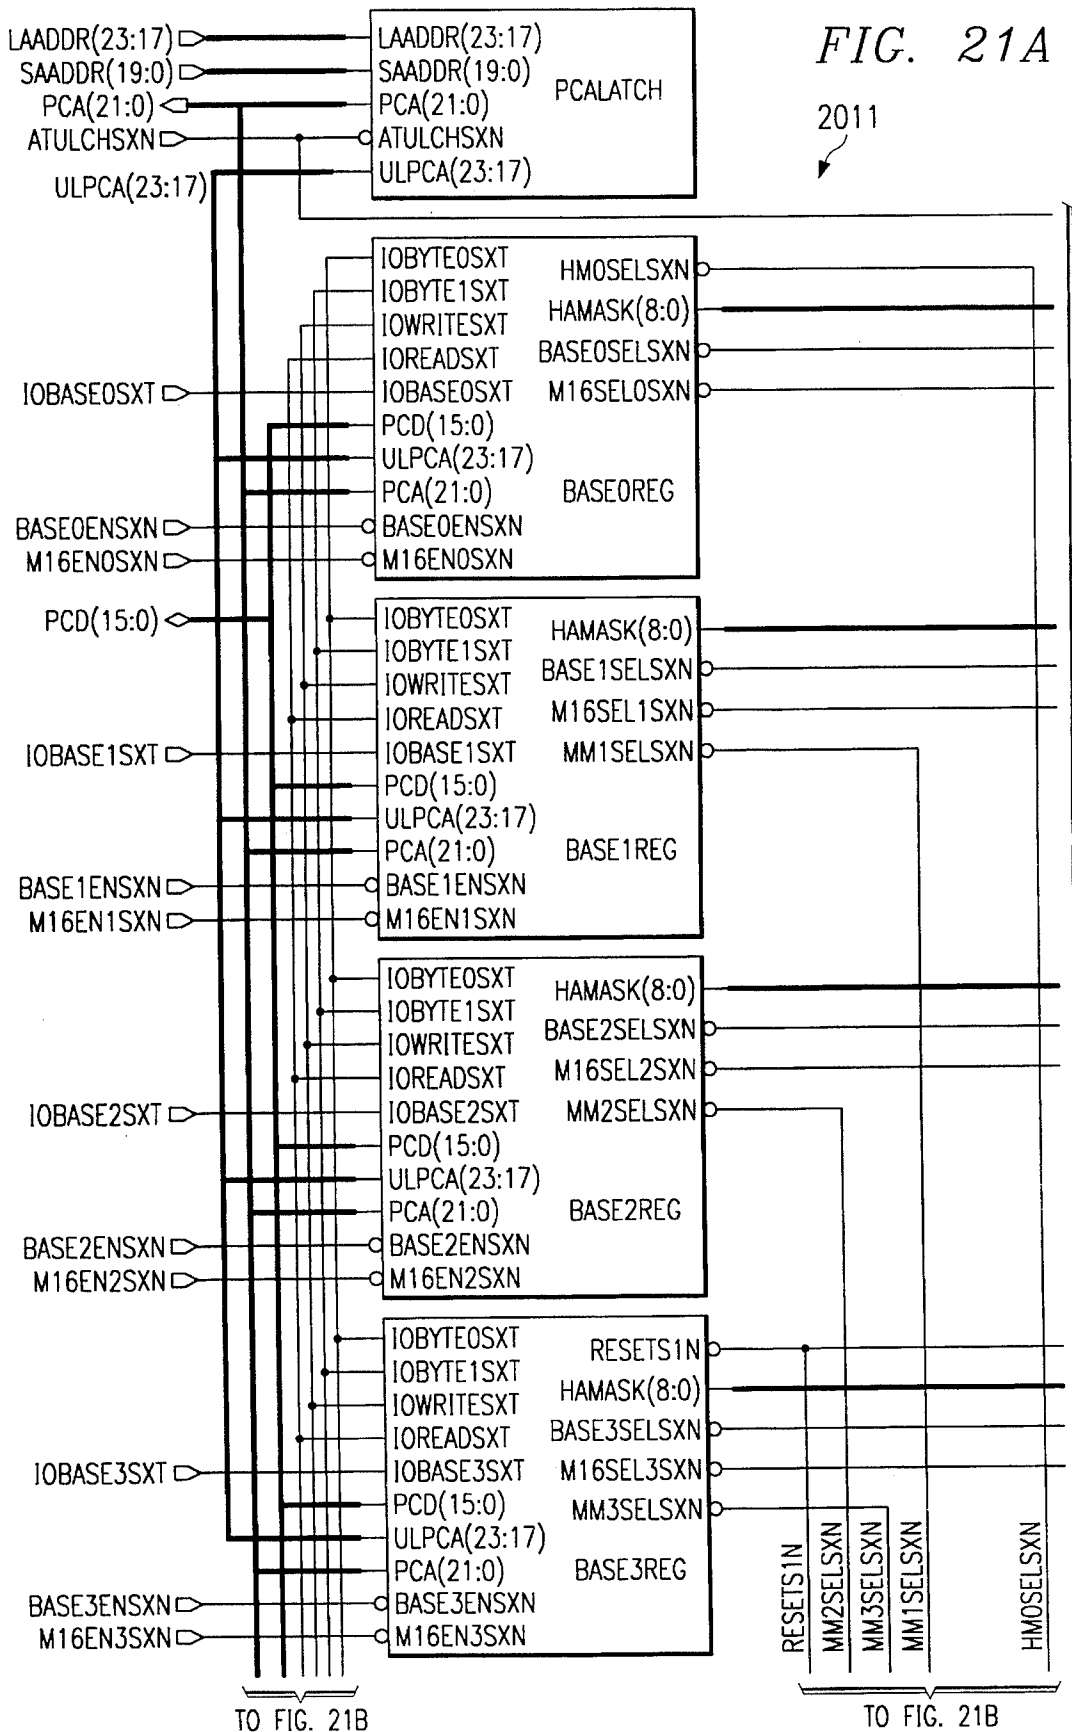 FIG. 21A
2011
LAADDR(23:17)
SAADDR(19:0)
PCA(21:0)
ATULCHSXN
ULPCA(23:17)
LAADDR(23:17)
SAADDR(19:0)
PCA(21:0)
ATULCHSXN
ULPCA(23:17)
PCALATCH
IOBASE0SXT
BASE0ENSXN
M16EN0SXN
PCD(15:0)
IOBYTE0SXT
IOBYTE1SXT
IOWRITESXT
IOREADSXT
IOBASE0SXT
PCD(15:0)
ULPCA(23:17)
PCA(21:0)
BASE0ENSXN
M16EN0SXN
HM0SELSXN
HAMASK(8:0)
BASE0SELSXN
M16SEL0SXN
BASE0REG
IOBASE1SXT
BASE1ENSXN
M16EN1SXN
IOBYTE0SXT
IOBYTE1SXT
IOWRITESXT
IOREADSXT
IOBASE1SXT
PCD(15:0)
ULPCA(23:17)
PCA(21:0)
BASE1ENSXN
M16EN1SXN
HAMASK(8:0)
BASE1SELSXN
M16SEL1SXN
MM1SELSXN
BASE1REG
IOBASE2SXT
BASE2ENSXN
M16EN2SXN
IOBYTE0SXT
IOBYTE1SXT
IOWRITESXT
IOREADSXT
IOBASE2SXT
PCD(15:0)
ULPCA(23:17)
PCA(21:0)
BASE2ENSXN
M16EN2SXN
HAMASK(8:0)
BASE2SELSXN
M16SEL2SXN
MM2SELSXN
BASE2REG
IOBASE3SXT
BASE3ENSXN
M16EN3SXN
IOBYTE0SXT
IOBYTE1SXT
IOWRITESXT
IOREADSXT
IOBASE3SXT
PCD(15:0)
ULPCA(23:17)
PCA(21:0)
BASE3ENSXN
M16EN3SXN
RESETS1N
HAMASK(8:0)
BASE3SELSXN
M16SEL3SXN
MM3SELSXN
BASE3REG
RESETS1N
MM2SELSXN
MM3SELSXN
MM1SELSXN
HM0SELSXN
TO FIG. 21B
TO FIG. 21B